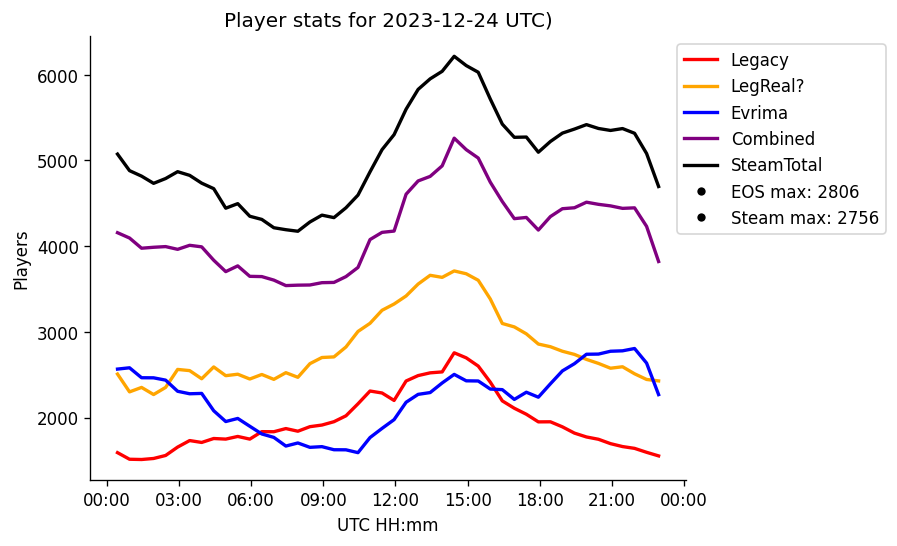 Player stats for 2023-12-24 UTC)
Legacy
LegReal?
Evrima
Combined
SteamTotal
EOS max: 2806
Steam max: 2756
Players
6000
5000
4000
3000
2000
00:00 03:00 06:00 09:00 12:00 15:00 18:00 21:00 00:00
UTC HH:mm